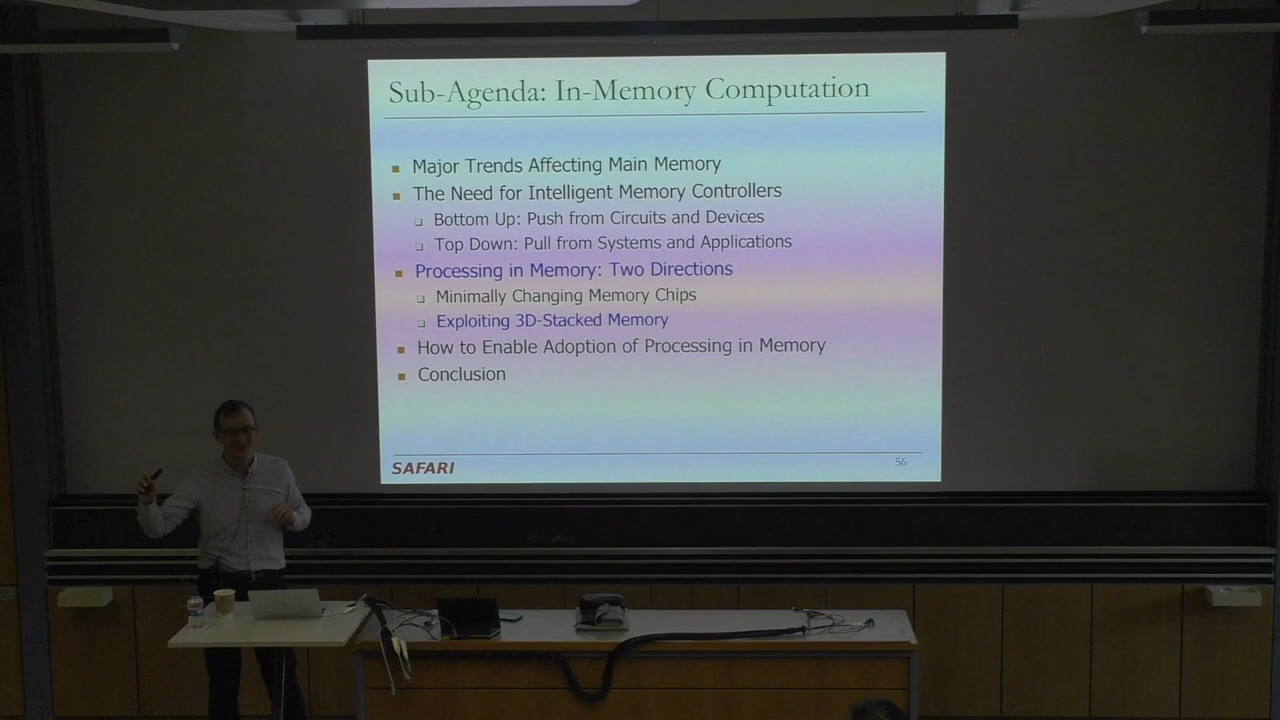 Sub-Agenda: In-Memory Computation
Major Trends Affecting Main Memory
The Need for Intelligent Memory Controllers
Bottom Up: Push from Circuits and Devices
Top Down: Pull from Systems and Applications
Processing in Memory: Two Directions
Minimally Changing Memory Chips
Exploiting 3D-Stacked Memory
How to Enable Adoption of Processing in Memory
Conclusion
SAFARI
56